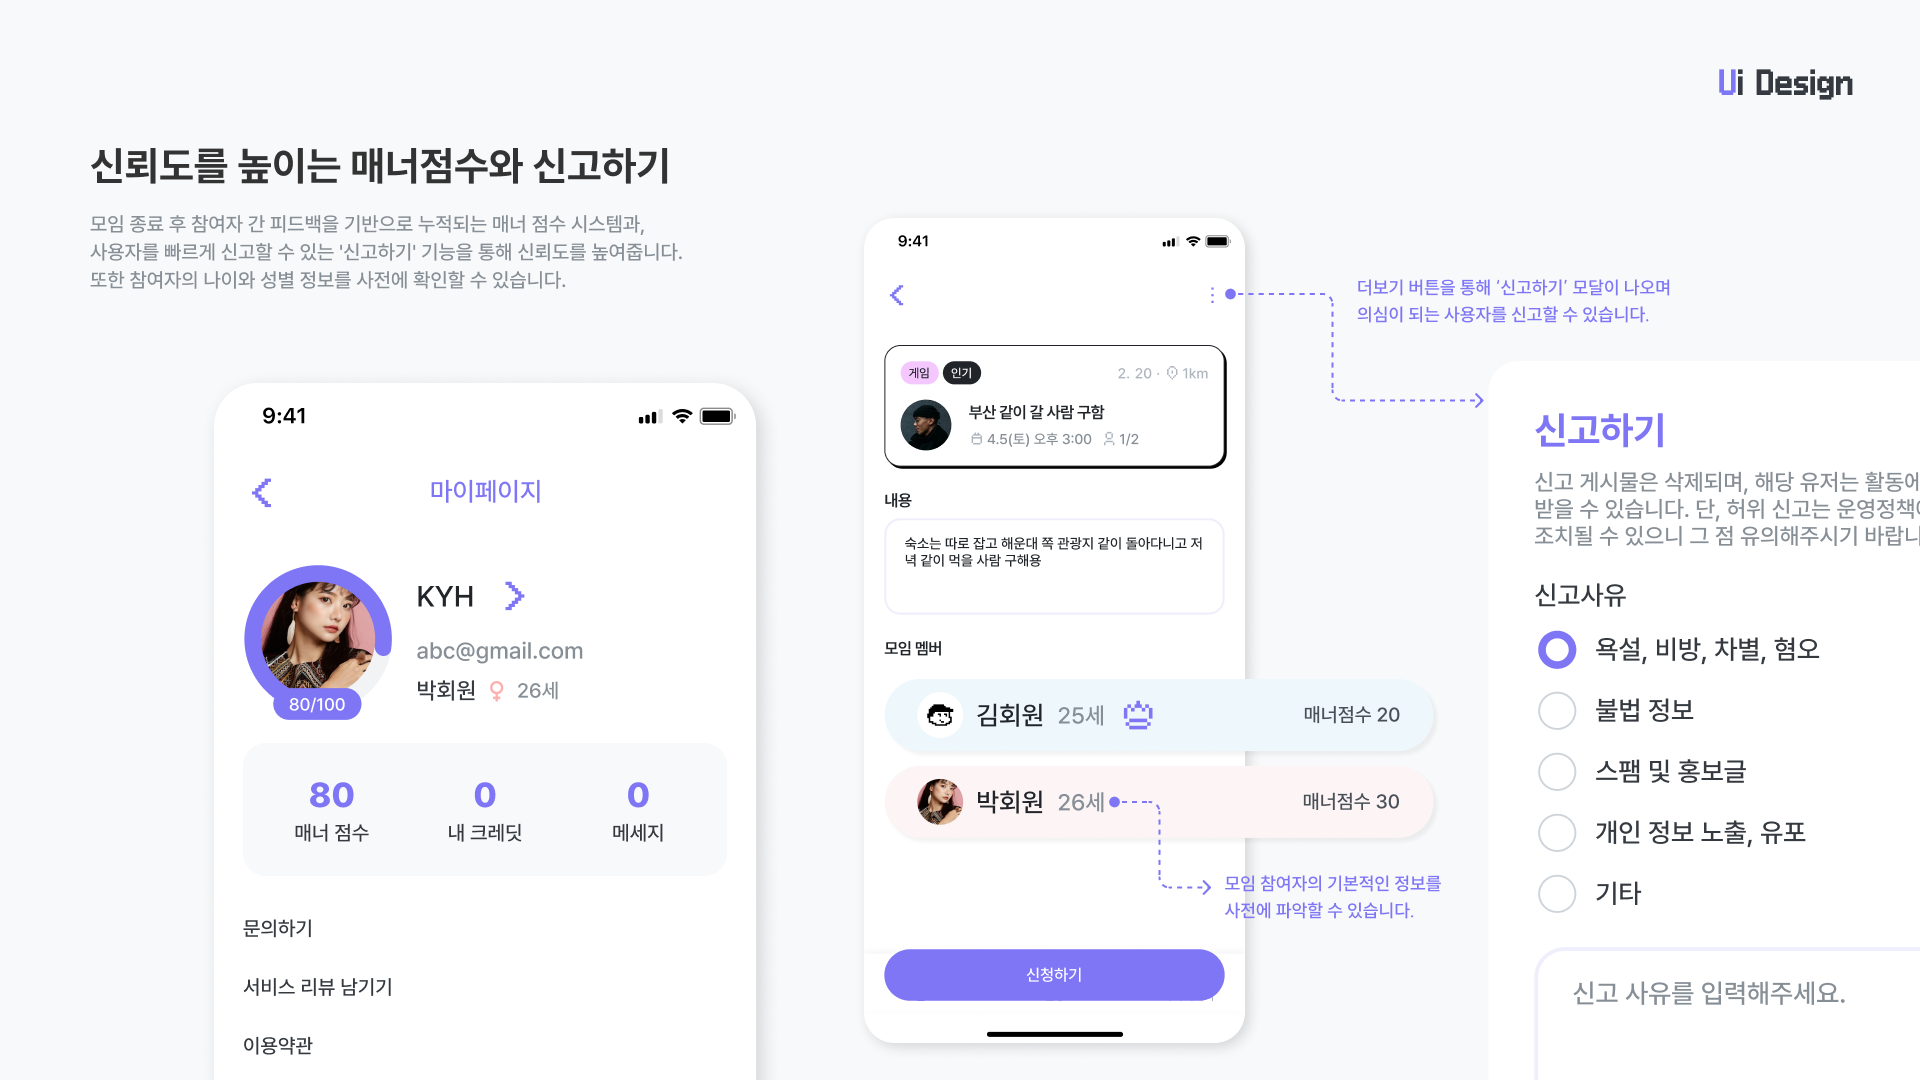 Ui Design
신뢰도를 높이는 매너점수와 신고하기
모임 종료 후 참여자 간 피드백을 기반으로 누적되는 매너 점수 시스템과,
사용자를 빠르게 신고할 수 있는 '신고하기' 기능을 통해 신뢰도를 높여줍니다.
또한 참여자의 나이와 성별 정보를 사전에 확인할 수 있습니다.
9:41
마이페이지
KYH
abc@gmail.com
박회원 26세
80/100
80 0 0
매너 점수 내 크레딧 메세지
문의하기
서비스 리뷰 남기기
이용약관
9:41
게임 인기 2. 20 · 1km
부산 같이 갈 사람 구함
4.5(토) 오후 3:00 1/2
내용
숙소는 따로 잡고 해운대 쪽 관광지 같이 돌아다니고 저
녁 같이 먹을 사람 구해용
모임 멤버
김회원 25세 매너점수 20
박회원 26세 매너점수 30
모임 참여자의 기본적인 정보를
사전에 파악할 수 있습니다.
신청하기
더보기 버튼을 통해 ‘신고하기’ 모달이 나오며
의심이 되는 사용자를 신고할 수 있습니다.
신고하기
신고 게시물은 삭제되며, 해당 유저는 활동에
받을 수 있습니다. 단, 허위 신고는 운영정책
조치될 수 있으니 그 점 유의해주시기 바랍니
신고사유
욕설, 비방, 차별, 혐오
불법 정보
스팸 및 홍보글
개인 정보 노출, 유포
기타
신고 사유를 입력해주세요.